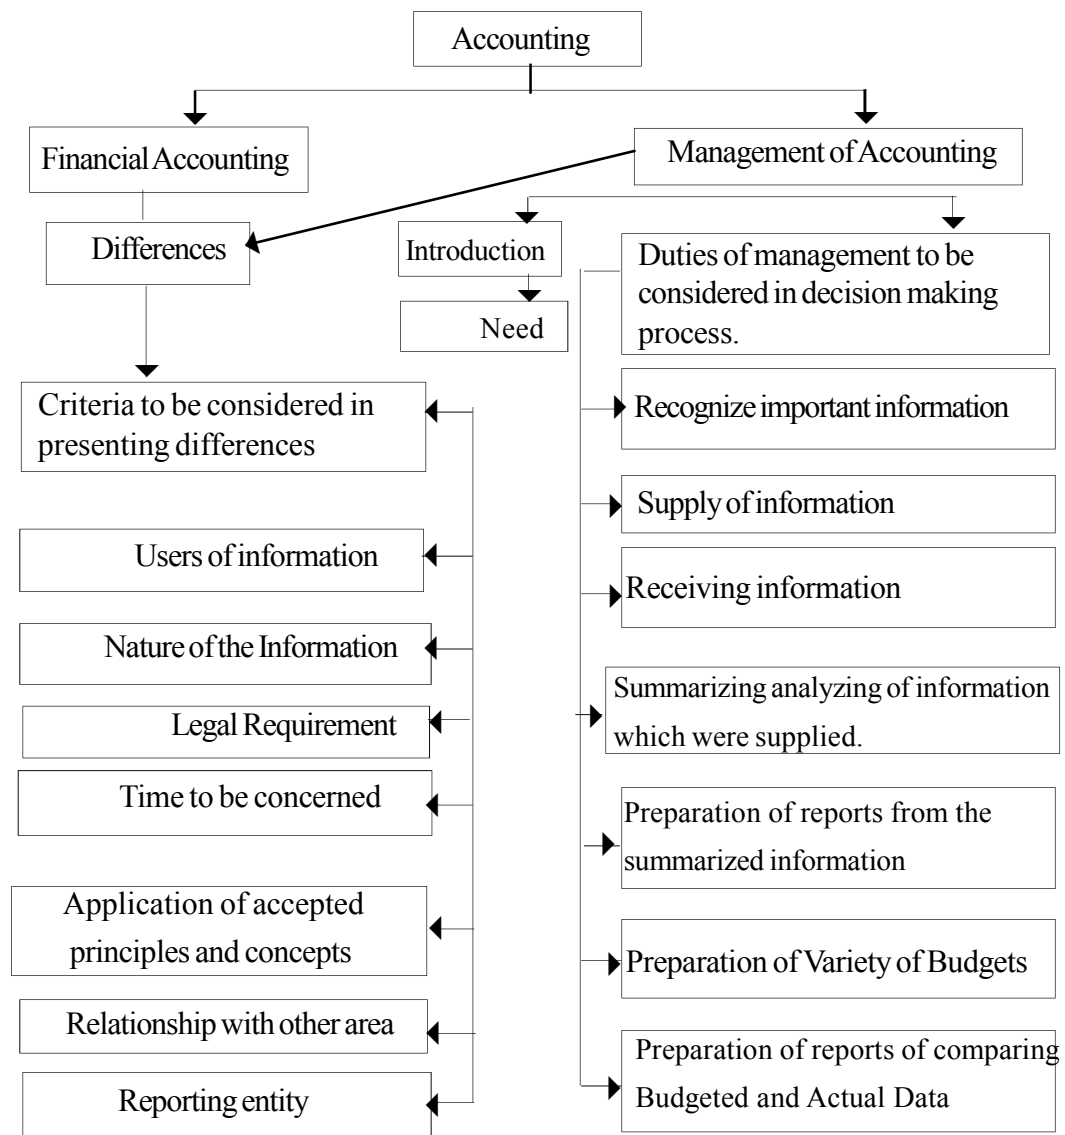 Accounting
Financial Accounting
Management of Accounting
Differences
Introduction
Need
Duties of management to be
considered in decision making
process.
Criteria to be considered in
presenting differences
Users of information
Nature of the Information
Legal Requirement
Time to be concerned
Application of accepted
principles and concepts
Relationship with other area
Reporting entity
Recognize important information
Supply of information
Receiving information
Summarizing analyzing of information
which were supplied.
Preparation of reports from the
summarized information
Preparation of Variety of Budgets
Preparation of reports of comparing
Budgeted and Actual Data